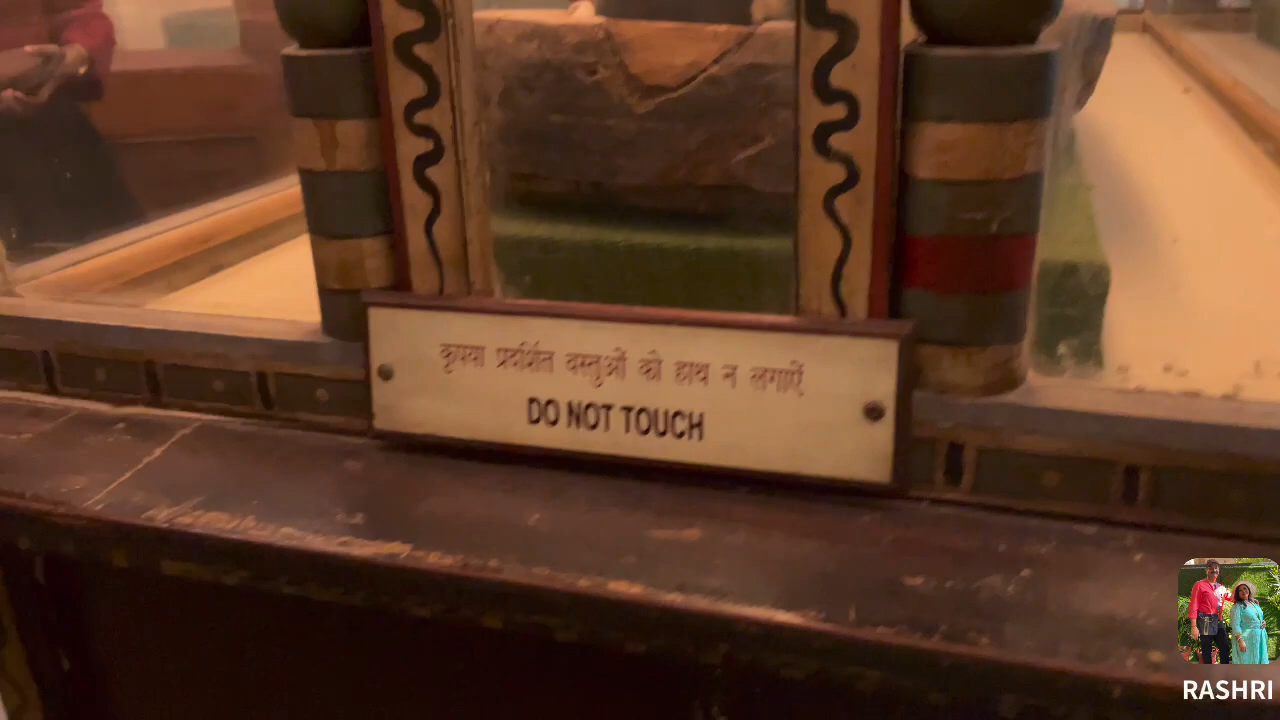 कृपया प्रदर्शित वस्तुओं को हाथ न लगाऐं
DO NOT TOUCH
RASHRI